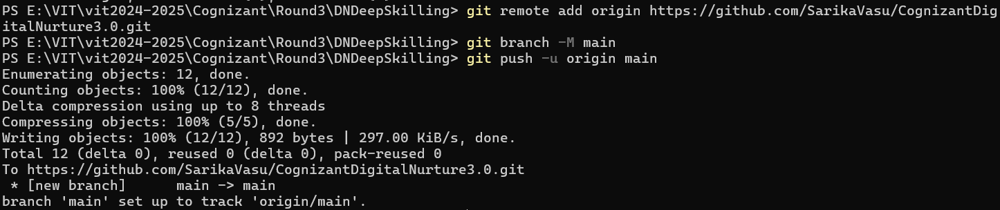 PS E:\VIT\vit2024-2025\Cognizant\Round3\DNDeepSkilling> git remote add origin https://github.com/SarikaVasu/CognizantDig
italNurture3.0.git
PS E:\VIT\vit2024-2025\Cognizant\Round3\DNDeepSkilling> git branch -M main
PS E:\VIT\vit2024-2025\Cognizant\Round3\DNDeepSkilling> git push -u origin main
Enumerating objects: 12, done.
Counting objects: 100% (12/12), done.
Delta compression using up to 8 threads
Compressing objects: 100% (5/5), done.
Writing objects: 100% (12/12), 892 bytes | 297.00 KiB/s, done.
Total 12 (delta 0), reused 0 (delta 0), pack-reused 0
To https://github.com/SarikaVasu/CognizantDigitalNurture3.0.git
 * [new branch]      main -> main
branch 'main' set up to track 'origin/main'.